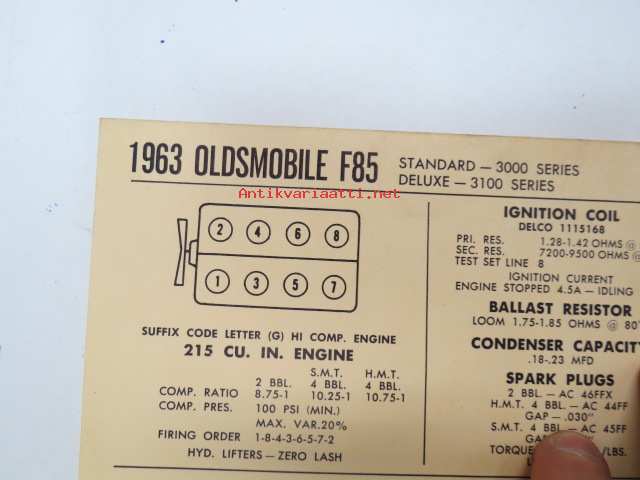 1963 OLDSMOBILE F85
STANDARD — 3000 SERIES
DELUXE — 3100 SERIES
Antikvariaatti.net
2 4 6 8
1 3 5 7
SUFFIX CODE LETTER (G) HI COMP. ENGINE
215 CU. IN. ENGINE
S.M.T. H.M.T.
2 BBL. 4 BBL. 4 BBL.
COMP. RATIO 8.75-1 10.25-1 10.75-1
COMP. PRES. 100 PSI (MIN.)
MAX. VAR.20%
FIRING ORDER 1-8-4-3-6-5-7-2
HYD. LIFTERS — ZERO LASH
IGNITION COIL
DELCO 1115168
PRI. RES. 1.28-1.42 OHMS @
SEC. RES. 7200-9500 OHMS @
TEST SET LINE 8
IGNITION CURRENT
ENGINE STOPPED 4.5A — IDLING
BALLAST RESISTOR
LOOM 1.75-1.85 OHMS @ 80°
CONDENSER CAPACITY
.18-.23 MFD
SPARK PLUGS
2 BBL — AC 46FFX
H.M.T. 4 BBL — AC 44FF
GAP — .030"
S.M.T. 4 BBL — AC 45FF
GAP
TORQUE /LBS.